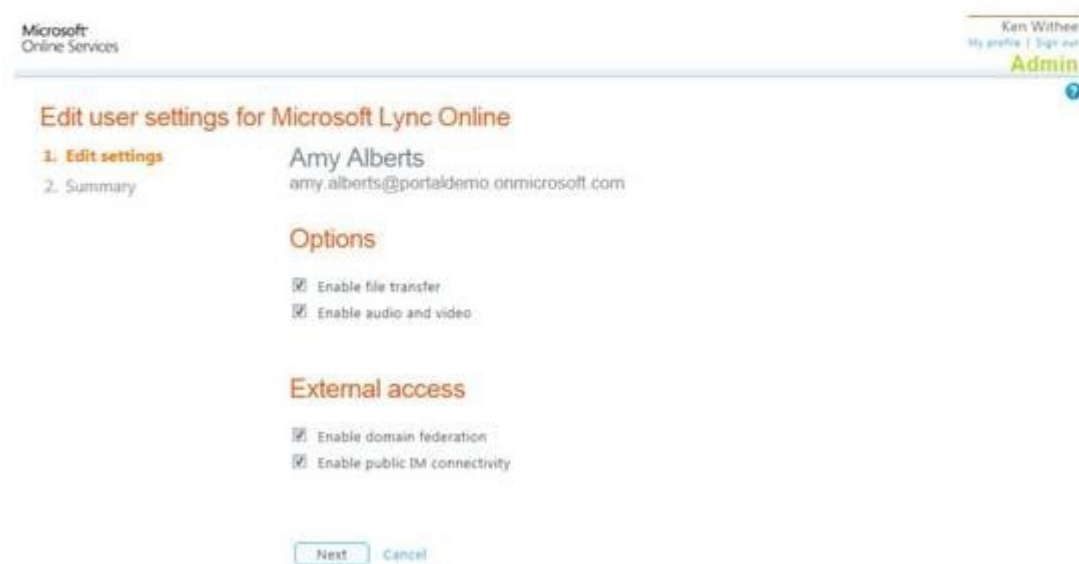 Microsoft
Online Services
Ken Withee
My profile | Sign out
Admin
?
Edit user settings for Microsoft Lync Online
1. Edit settings
2. Summary
Amy Alberts
amy.alberts@portaldemo.onmicrosoft.com
Options
Enable file transfer
Enable audio and video
External access
Enable domain federation
Enable public IM connectivity
Next Cancel